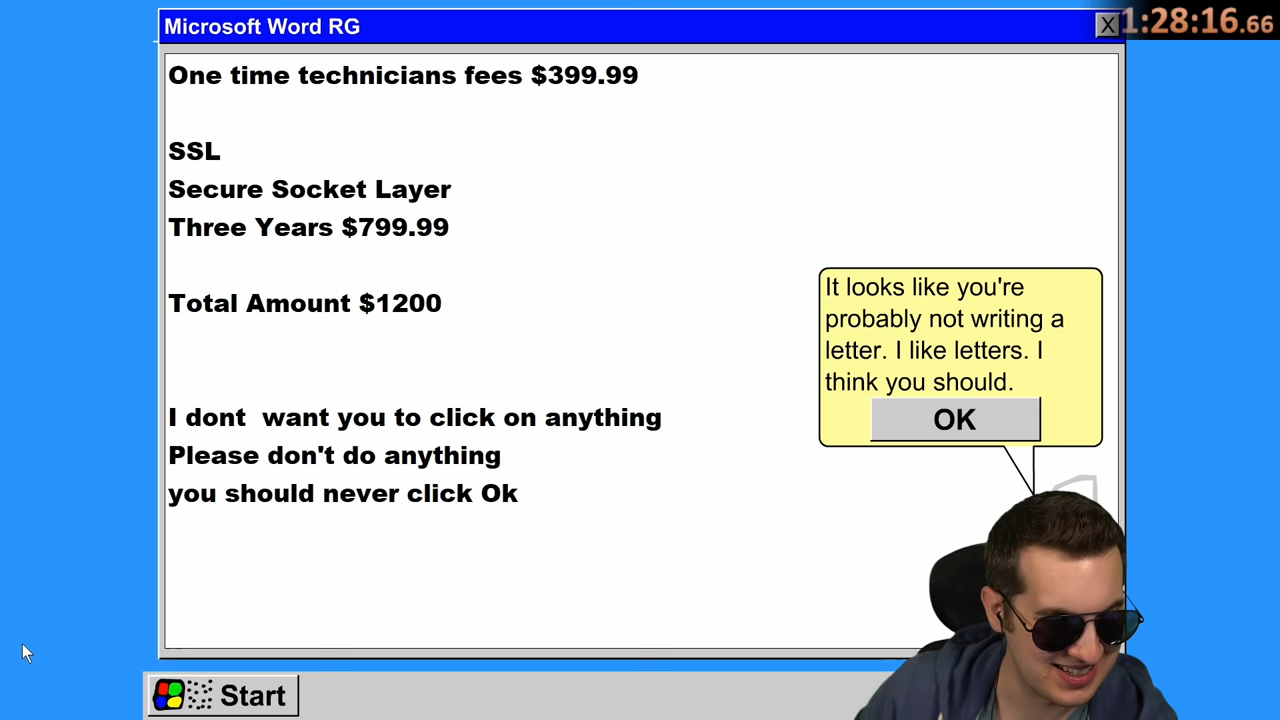 Microsoft Word RG
X
1:28:16.66
One time technicians fees $399.99
SSL
Secure Socket Layer
Three Years $799.99
Total Amount $1200
It looks like you're
probably not writing a
letter. I like letters. I
think you should.
OK
I dont  want you to click on anything
Please don't do anything
you should never click Ok
Start